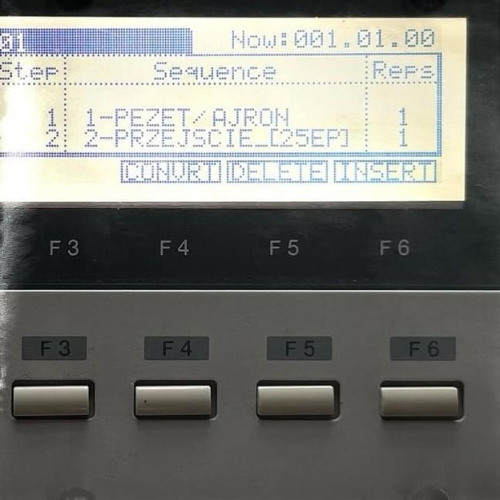 01 Now:001.01.00
Step Sequence Reps
1 1-PEZET/AJRON 1
2 2-PRZEJSCIE_[25EP] 1
CONVRT DELETE INSERT
F3 F4 F5 F6
F3 F4 F5 F6